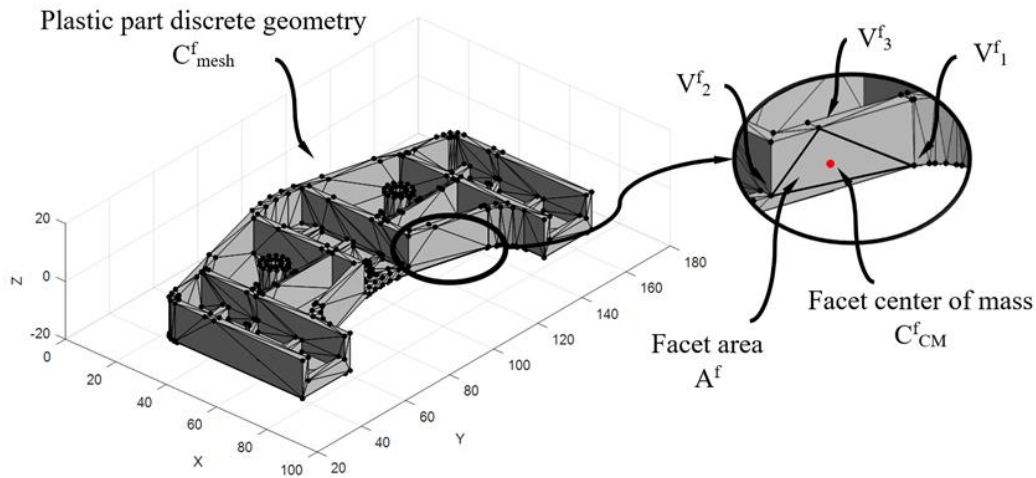 Plastic part discrete geometry
C^f_mesh
V^f_3
V^f_1
V^f_2
Facet center of mass
C^f_CM
Facet area
A^f
20
0
-20
Z
0
20
40
60
80
100
X
20
40
60
80
100
120
140
160
180
Y